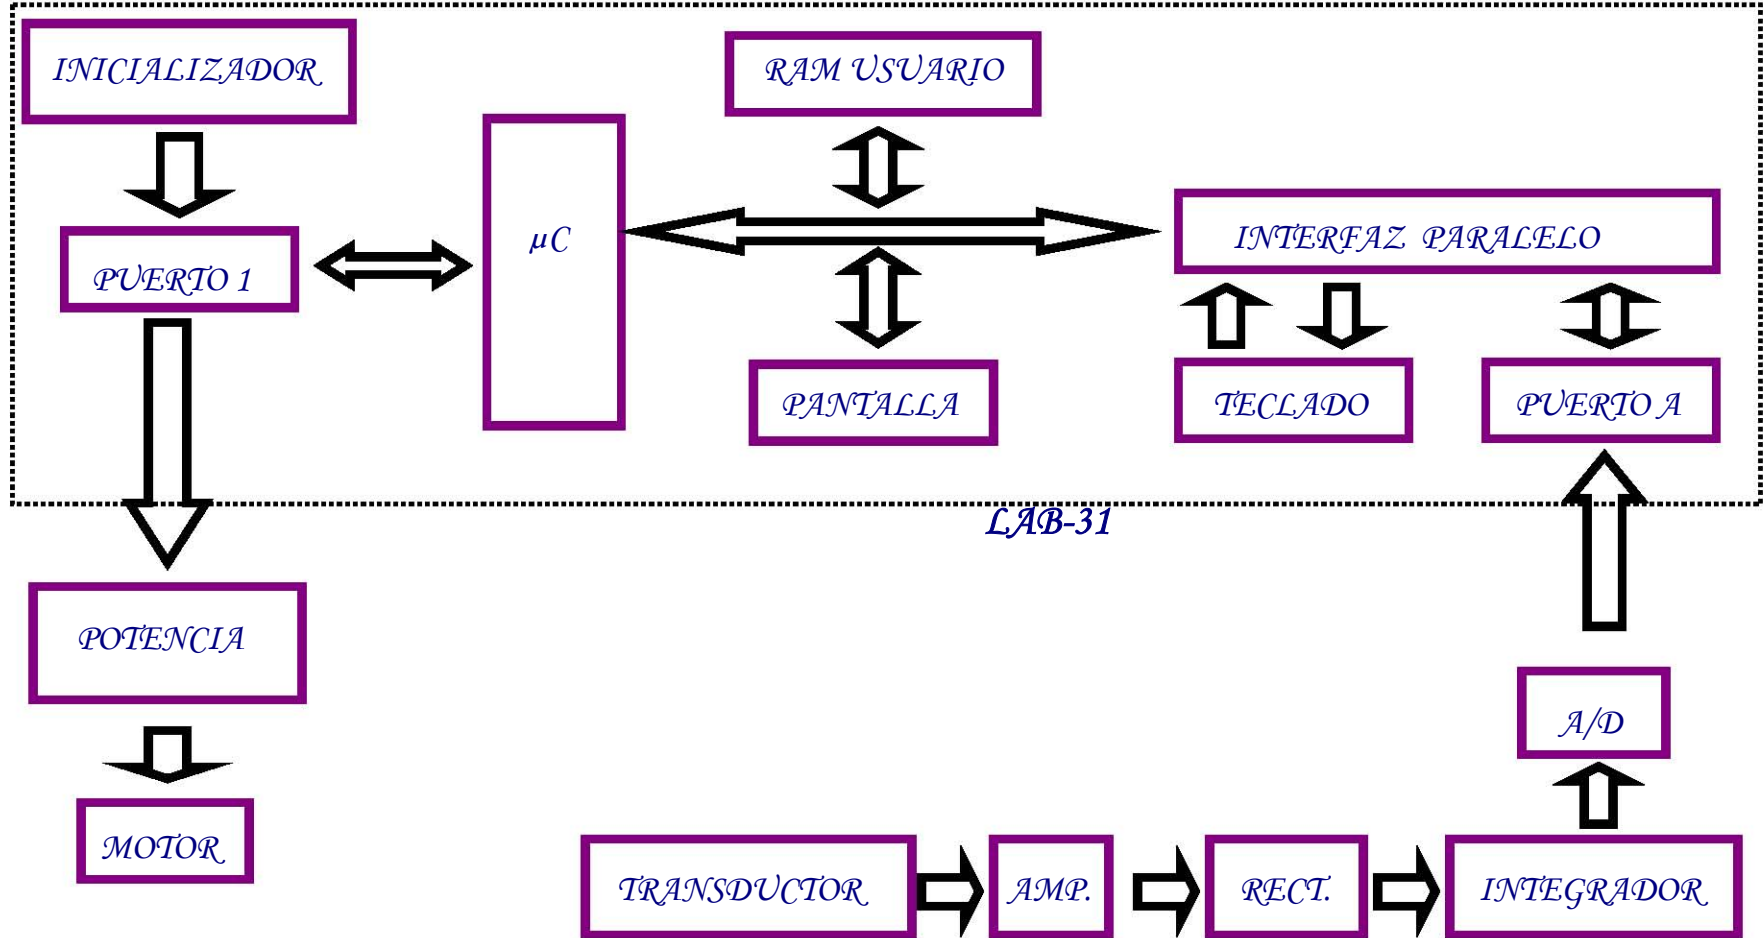 INICIALIZADOR
RAM USUARIO
µC
INTERFAZ PARALELO
PUERTO 1
PANTALLA
TECLADO
PUERTO A
LAB-31
POTENCIA
A/D
MOTOR
TRANSDUCTOR
AMP.
RECT.
INTEGRADOR